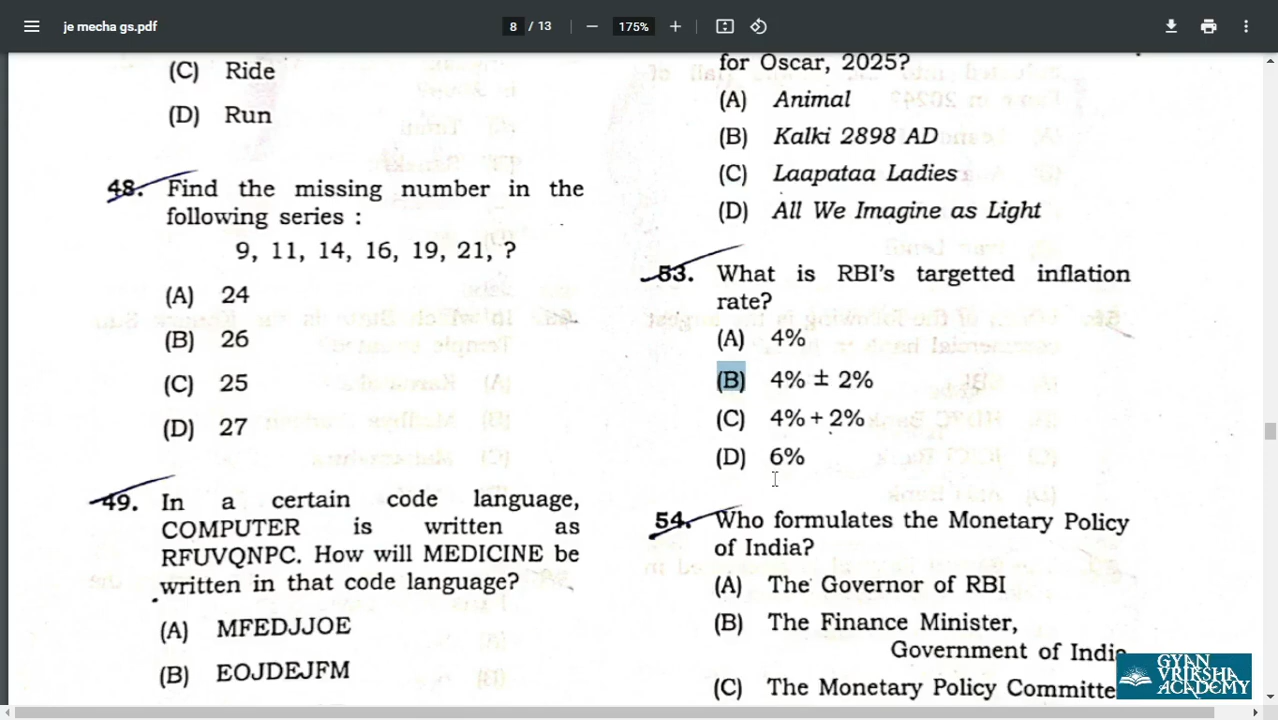 je mecha gs.pdf
8 / 13
175%
(C) Ride
(D) Run
48. Find the missing number in the
following series :
9, 11, 14, 16, 19, 21, ?
(A) 24
(B) 26
(C) 25
(D) 27
49. In a certain code language,
COMPUTER is written as
RFUVQNPC. How will MEDICINE be
written in that code language?
(A) MFEDJJOE
(B) EOJDEJFM
for Oscar, 2025?
(A) Animal
(B) Kalki 2898 AD
(C) Laapataa Ladies
(D) All We Imagine as Light
53. What is RBI's targetted inflation
rate?
(A) 4%
(B) 4% ± 2%
(C) 4% + 2%
(D) 6%
54. Who formulates the Monetary Policy
of India?
(A) The Governor of RBI
(B) The Finance Minister,
Government of India
(C) The Monetary Policy Committe
GYAN
VRIKSHA
ACADEMY